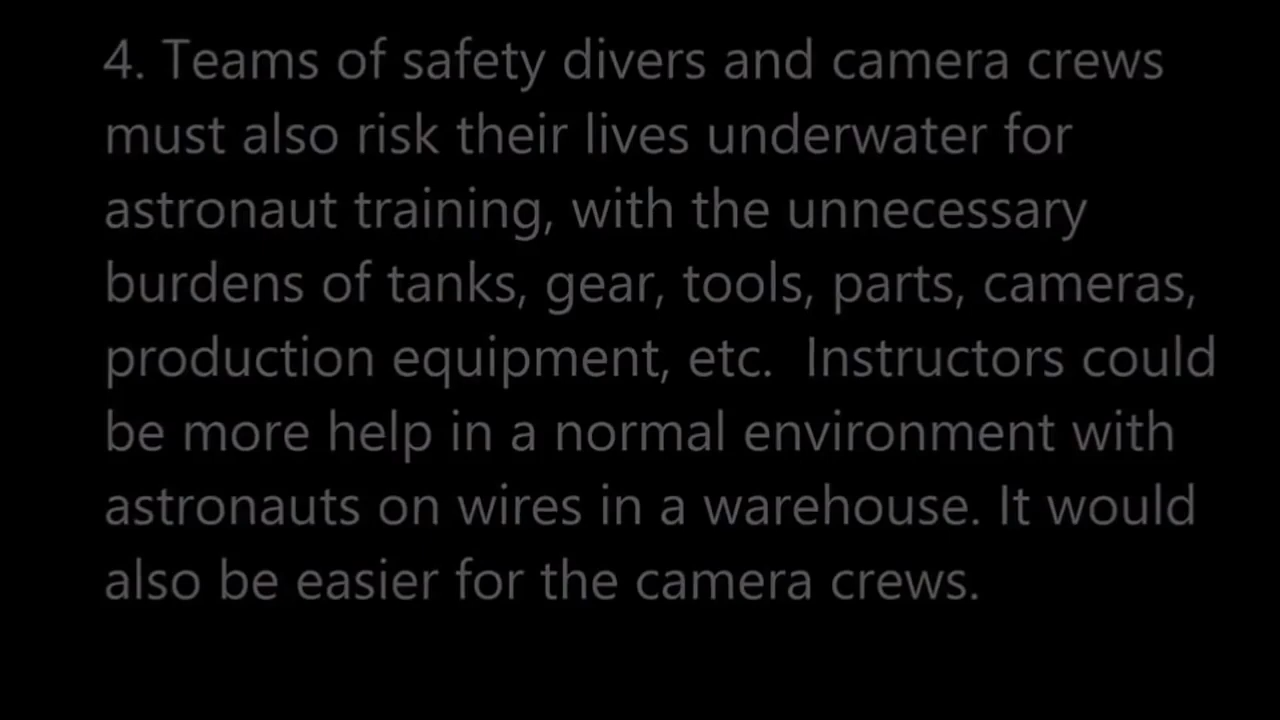 4. Teams of safety divers and camera crews
must also risk their lives underwater for
astronaut training, with the unnecessary
burdens of tanks, gear, tools, parts, cameras,
production equipment, etc.  Instructors could
be more help in a normal environment with
astronauts on wires in a warehouse. It would
also be easier for the camera crews.